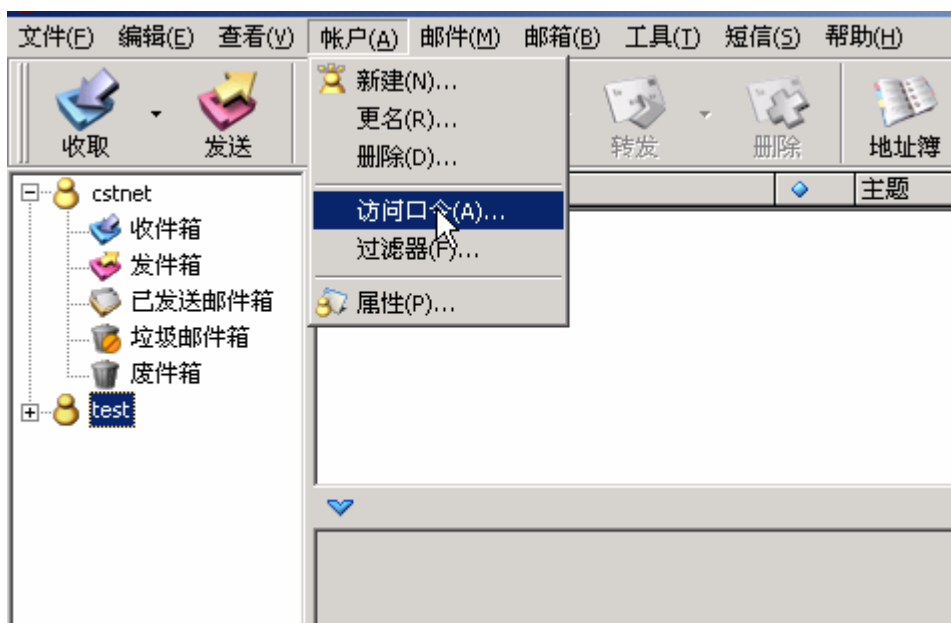 文件(F) 编辑(E) 查看(V) 帐户(A) 邮件(M) 邮箱(B) 工具(T) 短信(S) 帮助(H)
收取 发送 转发 删除 地址簿
新建(N)...
更名(R)...
删除(D)...
访问口令(A)...
过滤器(F)...
属性(P)...
主题
cstnet
收件箱
发件箱
已发送邮件箱
垃圾邮件箱
废件箱
test